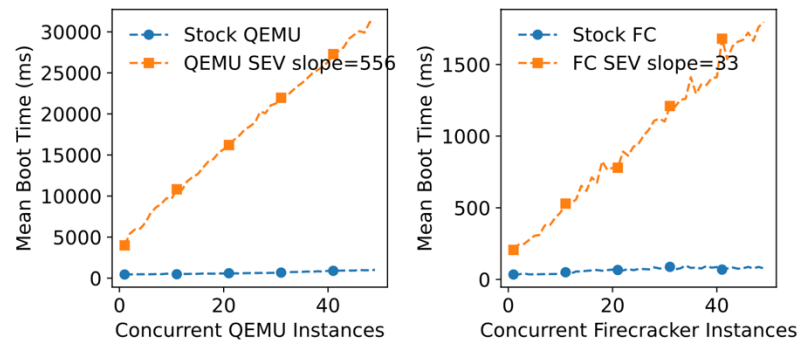 Mean Boot Time (ms)
30000
25000
20000
15000
10000
5000
0
Stock QEMU
QEMU SEV slope=556
0
20
40
Concurrent QEMU Instances
Mean Boot Time (ms)
1500
1000
500
0
Stock FC
FC SEV slope=33
0
20
40
Concurrent Firecracker Instances